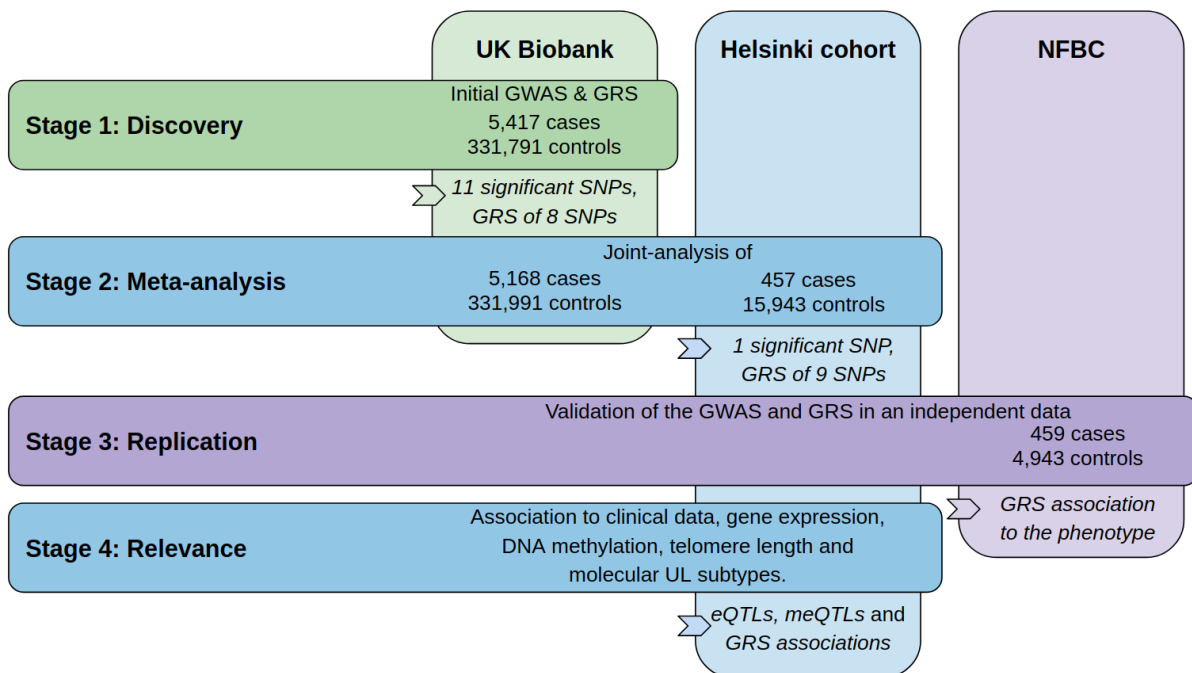 UK Biobank
Helsinki cohort
NFBC
Stage 1: Discovery
Initial GWAS & GRS
5,417 cases
331,791 controls
11 significant SNPs,
GRS of 8 SNPs
Stage 2: Meta-analysis
Joint-analysis of
5,168 cases
331,991 controls
457 cases
15,943 controls
1 significant SNP,
GRS of 9 SNPs
Stage 3: Replication
Validation of the GWAS and GRS in an independent data
459 cases
4,943 controls
GRS association
to the phenotype
Stage 4: Relevance
Association to clinical data, gene expression,
DNA methylation, telomere length and
molecular UL subtypes.
eQTLs, meQTLs and
GRS associations